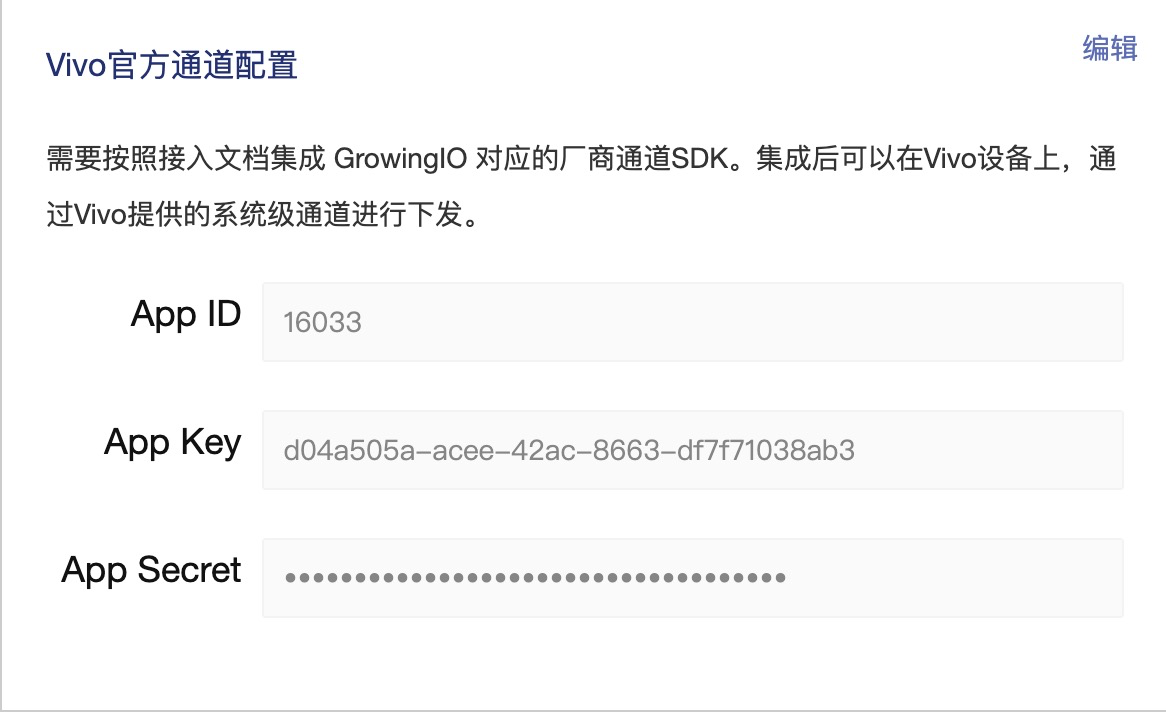 Vivo官方通道配置
编辑
需要按照接入文档集成 GrowingIO 对应的厂商通道SDK。集成后可以在Vivo设备上，通
过Vivo提供的系统级通道进行下发。
App ID
16033
App Key
d04a505a–acee–42ac–8663–df7f71038ab3
App Secret
••••••••••••••••••••••••••••••••••••